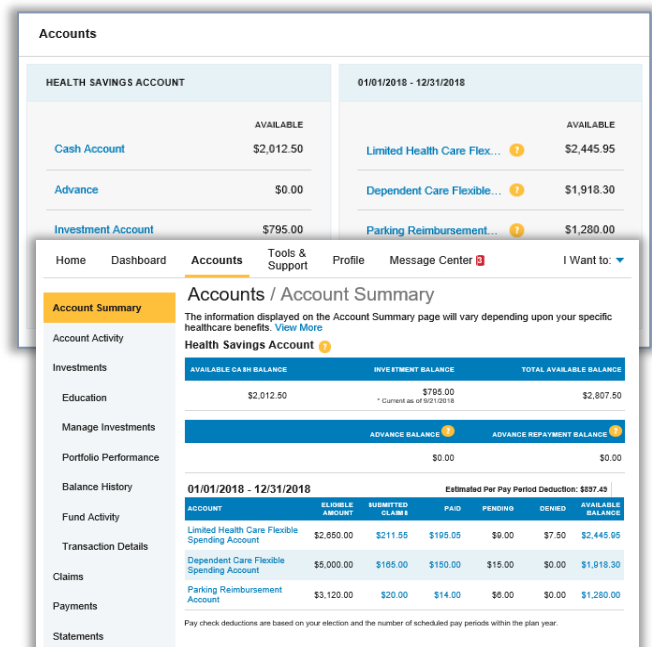 Accounts
HEALTH SAVINGS ACCOUNT
AVAILABLE
Cash Account $2,012.50
Advance $0.00
Investment Account $795.00
01/01/2018 - 12/31/2018
AVAILABLE
Limited Health Care Flex... ? $2,445.95
Dependent Care Flexible... ? $1,918.30
Parking Reimbursement... ? $1,280.00
Home Dashboard Accounts Tools & Support Profile Message Center 3 I Want to:
Account Summary
Account Activity
Investments
Education
Manage Investments
Portfolio Performance
Balance History
Fund Activity
Transaction Details
Claims
Payments
Statements
Accounts / Account Summary
The information displayed on the Account Summary page will vary depending upon your specific
healthcare benefits. View More
Health Savings Account ?
AVAILABLE CASH BALANCE INVESTMENT BALANCE TOTAL AVAILABLE BALANCE
$2,012.50 $795.00 $2,807.50
* Current as of 9/21/2018
ADVANCE BALANCE ? ADVANCE REPAYMENT BALANCE ?
$0.00 $0.00
01/01/2018 - 12/31/2018 Estimated Per Pay Period Deduction: $897.49
ACCOUNT ELIGIBLE AMOUNT SUBMITTED CLAIMS PAID PENDING DENIED AVAILABLE BALANCE
Limited Health Care Flexible
Spending Account $2,650.00 $211.55 $195.05 $9.00 $7.50 $2,445.95
Dependent Care Flexible
Spending Account $5,000.00 $165.00 $150.00 $15.00 $0.00 $1,918.30
Parking Reimbursement
Account $3,120.00 $20.00 $14.00 $6.00 $0.00 $1,280.00
Pay check deductions are based on your election and the number of scheduled pay periods within the plan year.